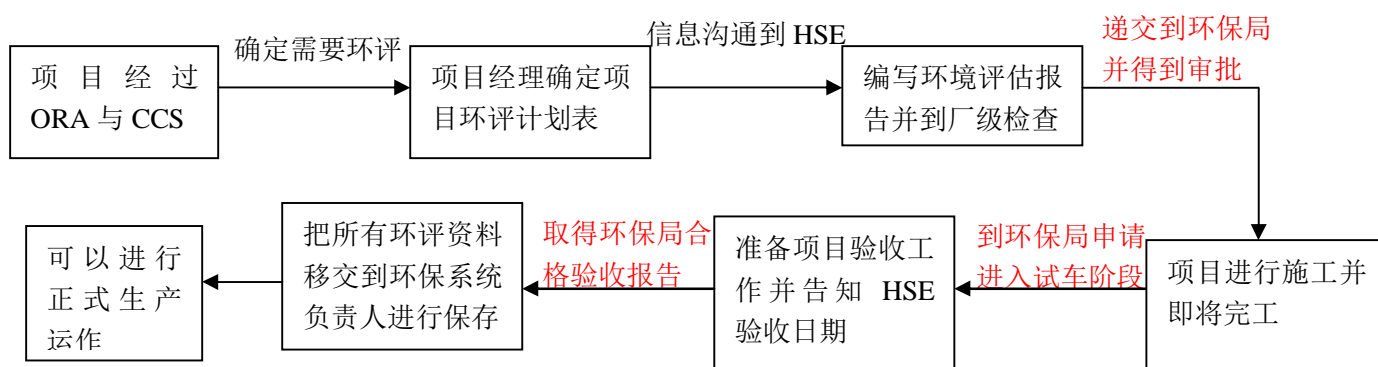 项目经过
ORA 与 CCS
确定需要环评
项目经理确定项
目环评计划表
信息沟通到 HSE
编写环境评估报
告并到厂级检查
递交到环保局
并得到审批
项目进行施工并
即将完工
到环保局申请
进入试车阶段
准备项目验收工
作并告知 HSE
验收日期
取得环保局合
格验收报告
把所有环评资料
移交到环保系统
负责人进行保存
可以进行
正式生产
运作